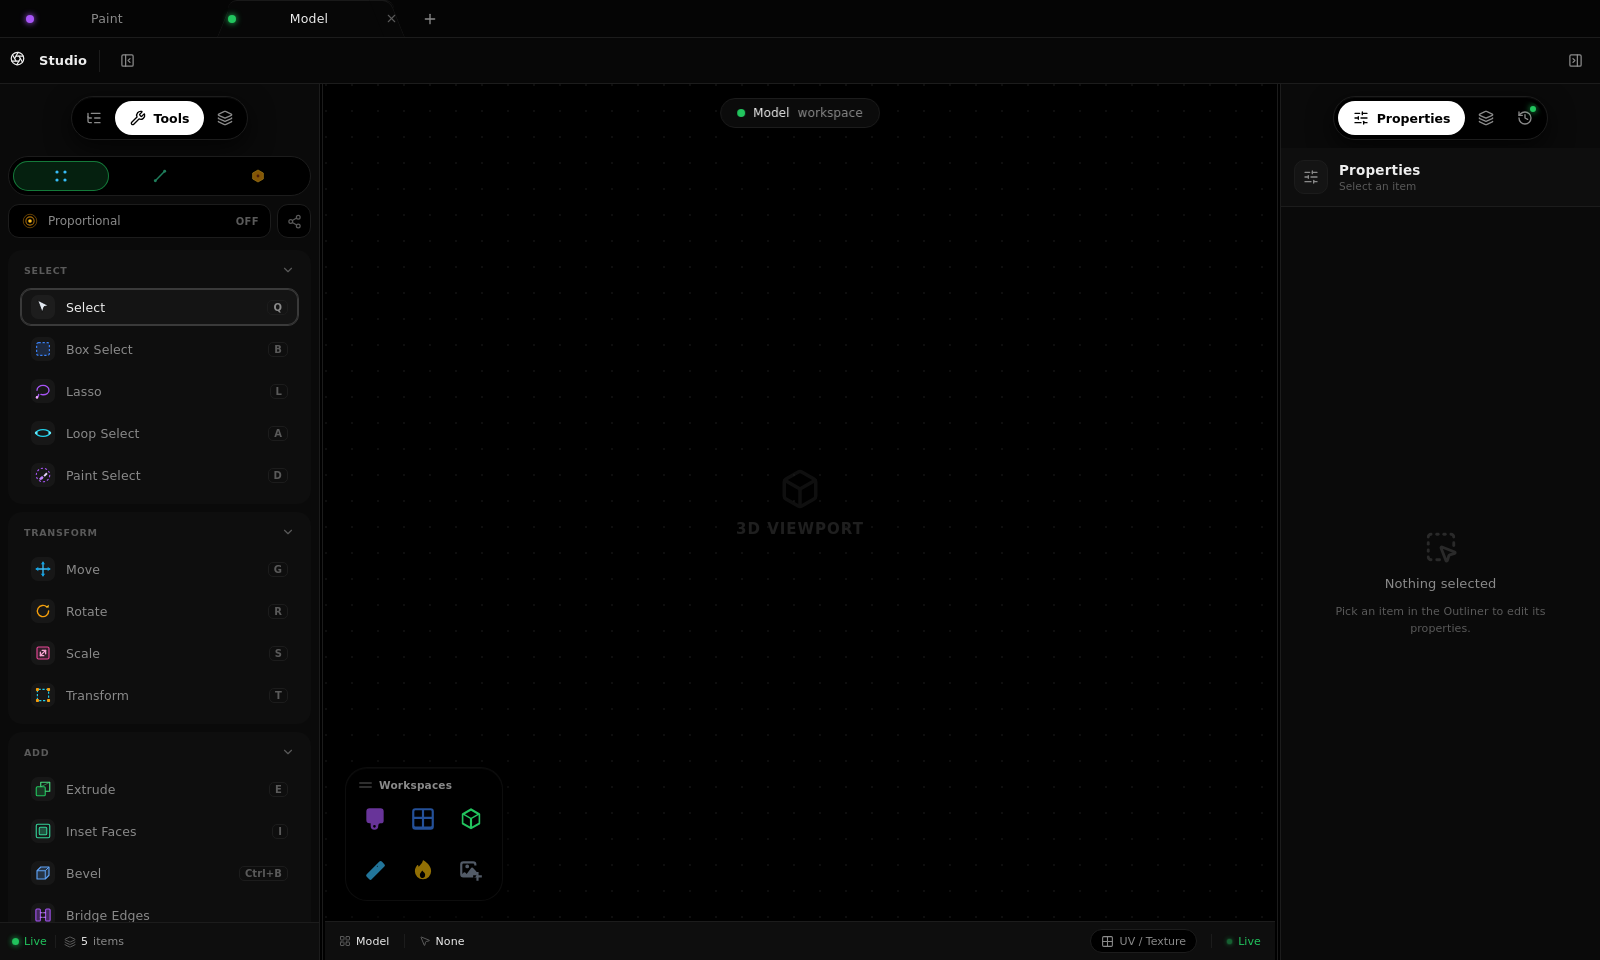 Paint
Model
Studio
Tools
Model workspace
Properties
Properties
Select an item
Proportional OFF
SELECT
Select Q
Box Select B
Lasso L
Loop Select A
Paint Select D
TRANSFORM
Move G
Rotate R
Scale S
Transform T
ADD
Extrude E
Inset Faces I
Bevel Ctrl+B
Bridge Edges
3D VIEWPORT
Nothing selected
Pick an item in the Outliner to edit its
properties.
Workspaces
Live 5 items
Model None
UV / Texture Live